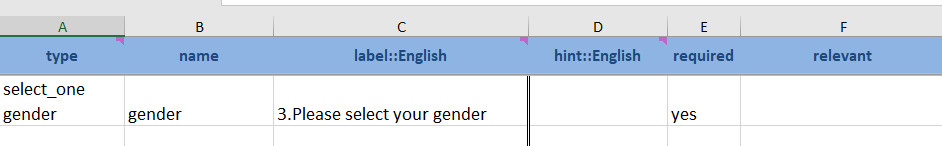 A B C D E F
type name label::English hint::English required relevant
select_one
gender gender 3.Please select your gender yes